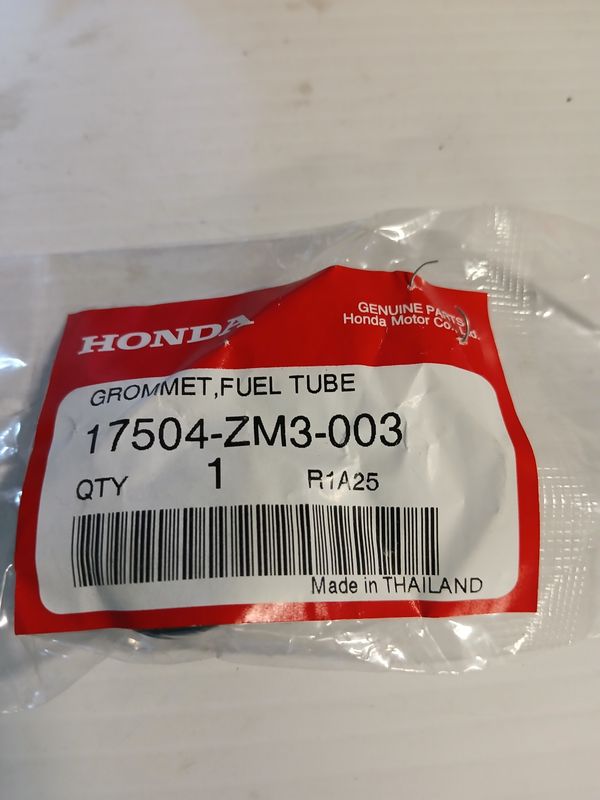 HONDA
GENUINE PARTS
Honda Motor Co., Ltd.
GROMMET,FUEL TUBE
17504-ZM3-003
QTY 1 R1A25
Made in THAILAND